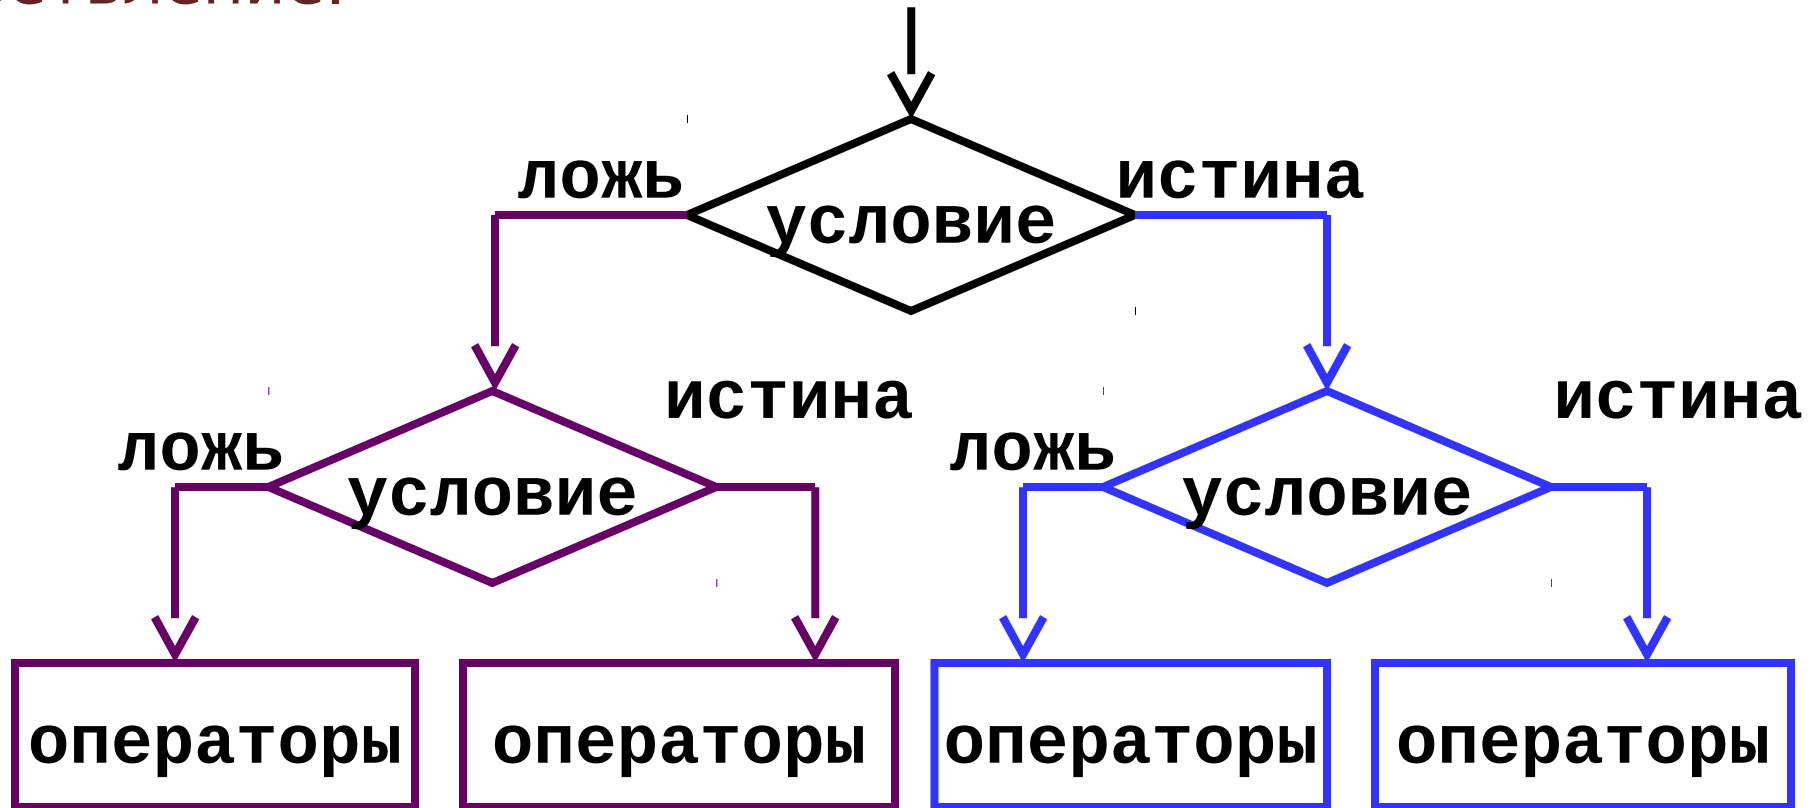 ложь истина
условие
истина истина
ложь ложь
условие условие
операторы операторы операторы операторы